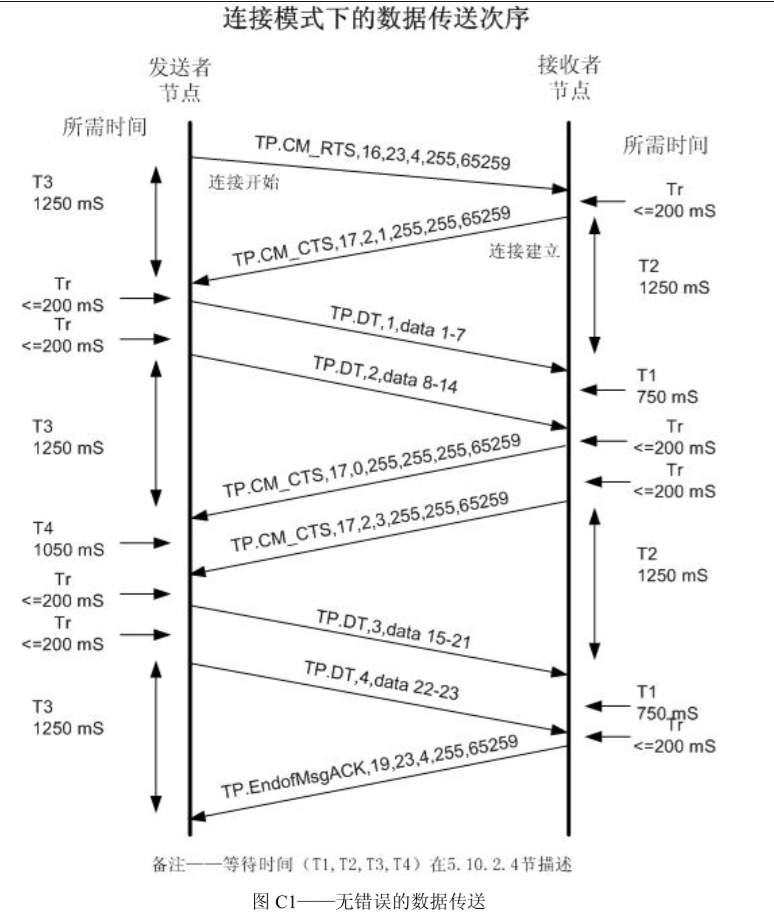 连接模式下的数据传送次序
发送者
节点
接收者
节点
所需时间
所需时间
TP.CM_RTS,16,23,4,255,65259
连接开始
T3
1250 mS
Tr
<=200 mS
TP.CM_CTS,17,2,1,255,255,65259
连接建立
T2
1250 mS
Tr
<=200 mS
Tr
<=200 mS
TP.DT,1,data 1-7
TP.DT,2,data 8-14
T1
750 mS
T3
1250 mS
Tr
<=200 mS
TP.CM_CTS,17,0,255,255,255,65259
Tr
<=200 mS
TP.CM_CTS,17,2,3,255,255,65259
T4
1050 mS
T2
1250 mS
Tr
<=200 mS
Tr
<=200 mS
TP.DT,3,data 15-21
TP.DT,4,data 22-23
T3
1250 mS
T1
750 mS
Tr
<=200 mS
TP.EndofMsgACK,19,23,4,255,65259
备注——等待时间（T1,T2,T3,T4）在5.10.2.4节描述
图 C1——无错误的数据传送